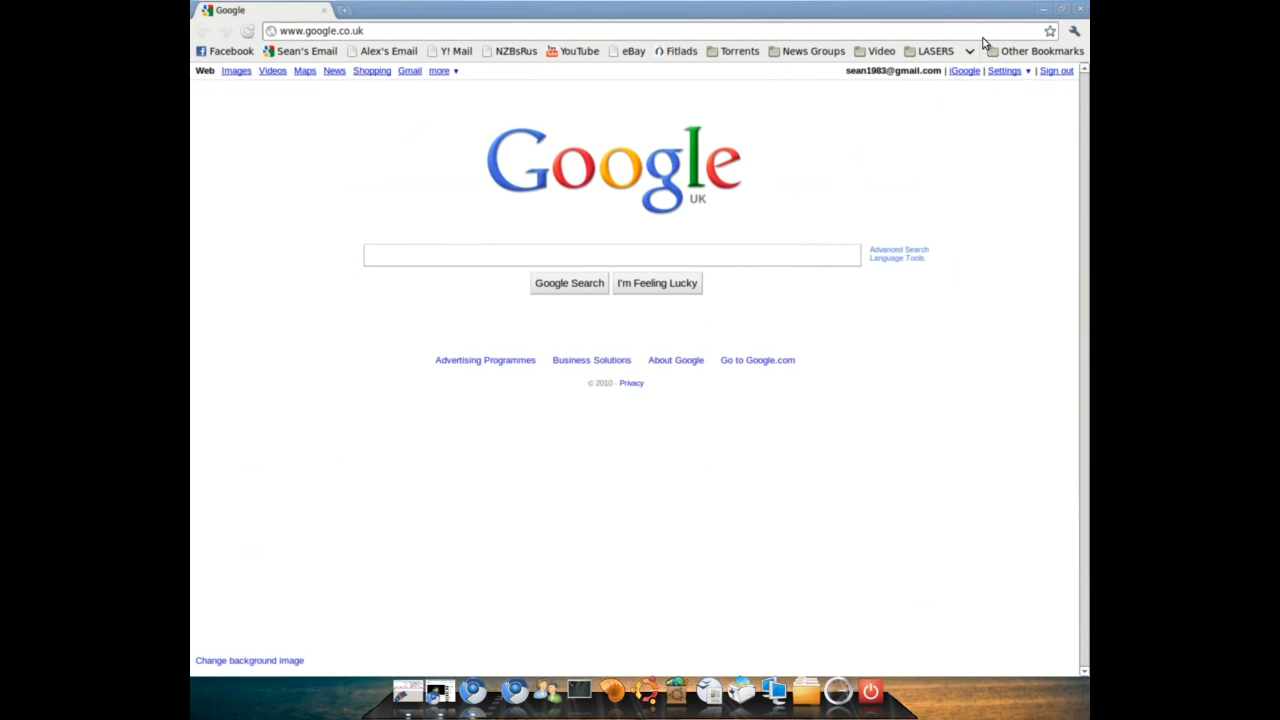 Google
www.google.co.uk
Facebook Sean's Email Alex's Email Y! Mail NZBsRus YouTube eBay Fitlads Torrents News Groups Video LASERS Other Bookmarks
Web Images Videos Maps News Shopping Gmail more ▼ sean1983@gmail.com | iGoogle | Settings ▼ | Sign out
Google
UK
Advanced Search
Language Tools
Google Search I'm Feeling Lucky
Advertising Programmes Business Solutions About Google Go to Google.com
© 2010 - Privacy
Change background image